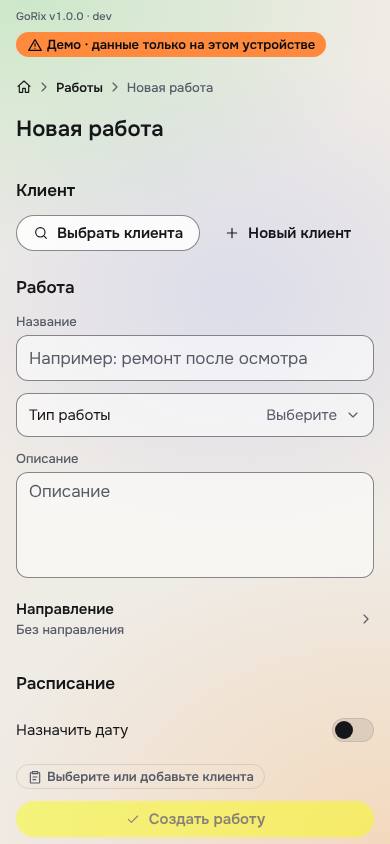 GoRix v1.0.0 · dev
Демо · данные только на этом устройстве
Работы Новая работа
Новая работа
Клиент
Выбрать клиента Новый клиент
Работа
Название
Например: ремонт после осмотра
Тип работы Выберите
Описание
Описание
Направление
Без направления
Расписание
Назначить дату
Выберите или добавьте клиента
Создать работу